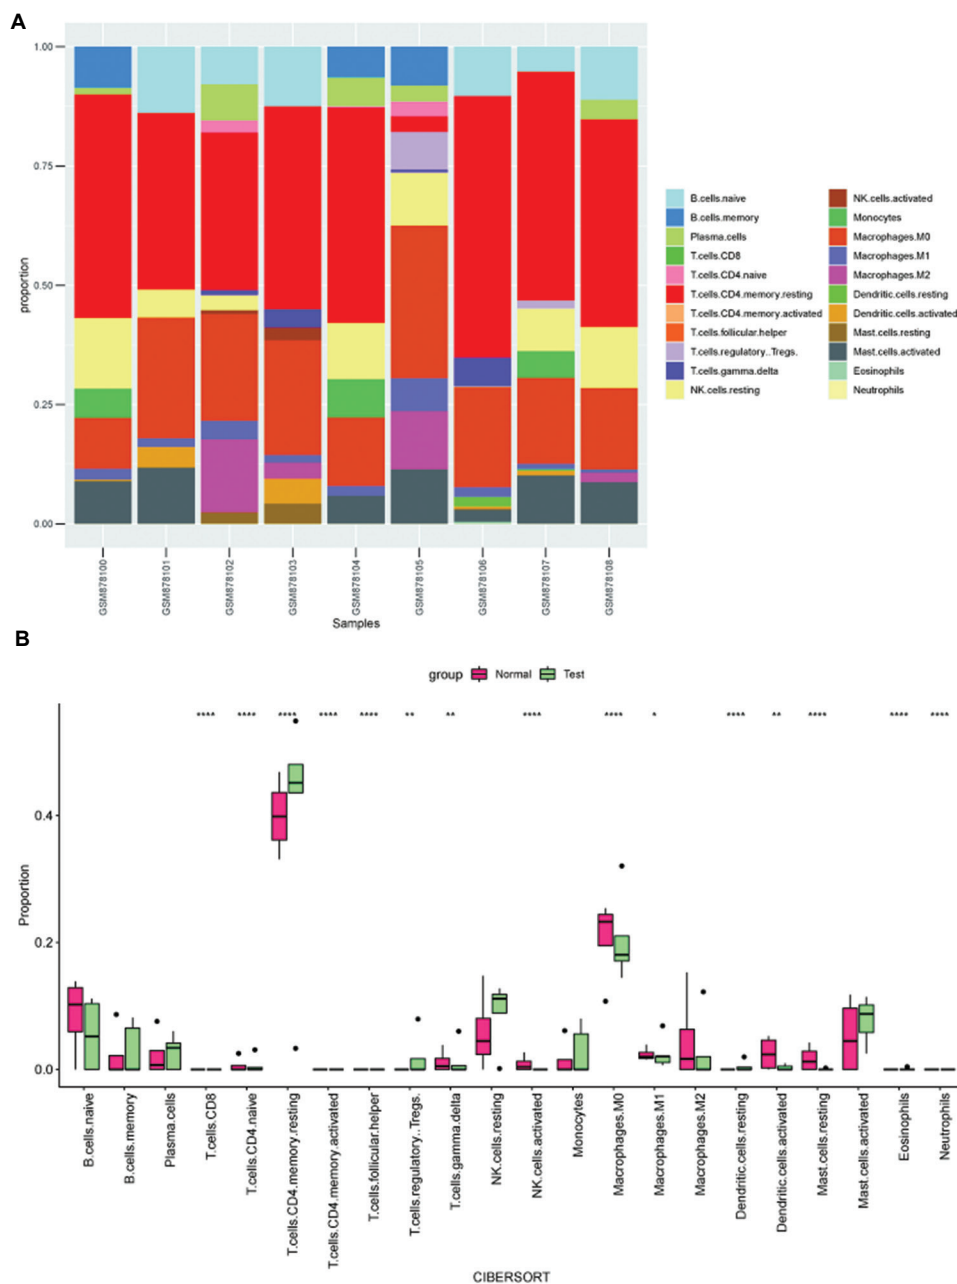 A
1.00
0.75
0.50
0.25
0.00
proportion
GSM878100
GSM878101
GSM878102
GSM878103
GSM878104
GSM878105
GSM878106
GSM878107
GSM878108
Samples
B.cells.naive
B.cells.memory
Plasma.cells
T.cells.CD8
T.cells.CD4.naive
T.cells.CD4.memory.resting
T.cells.CD4.memory.activated
T.cells.follicular.helper
T.cells.regulatory..Tregs.
T.cells.gamma.delta
NK.cells.resting
NK.cells.activated
Monocytes
Macrophages.M0
Macrophages.M1
Macrophages.M2
Dendritic.cells.resting
Dendritic.cells.activated
Mast.cells.resting
Mast.cells.activated
Eosinophils
Neutrophils
B
group Normal Test
**** **** **** **** **** ** ** **** **** * **** ** **** **** ****
0.4
0.2
0.0
Proportion
B.cells.naive
B.cells.memory
Plasma.cells
T.cells.CD8
T.cells.CD4.naive
T.cells.CD4.memory.resting
T.cells.CD4.memory.activated
T.cells.follicular.helper
T.cells.regulatory..Tregs.
T.cells.gamma.delta
NK.cells.resting
NK.cells.activated
Monocytes
Macrophages.M0
Macrophages.M1
Macrophages.M2
Dendritic.cells.resting
Dendritic.cells.activated
Mast.cells.resting
Mast.cells.activated
Eosinophils
Neutrophils
CIBERSORT